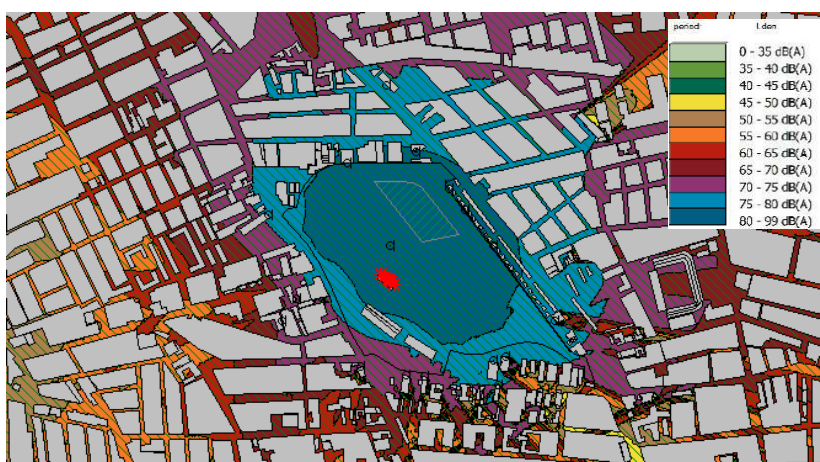 period: Lden
0 - 35 dB(A)
35 - 40 dB(A)
40 - 45 dB(A)
45 - 50 dB(A)
50 - 55 dB(A)
55 - 60 dB(A)
60 - 65 dB(A)
65 - 70 dB(A)
70 - 75 dB(A)
75 - 80 dB(A)
80 - 99 dB(A)